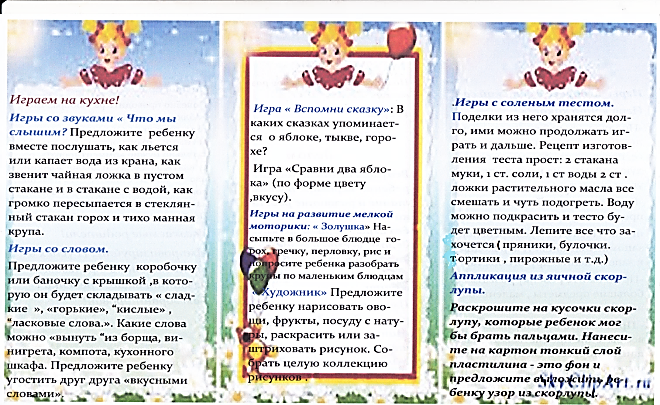 Играем на кухне!
Игры со звуками « Что мы
слышим? Предложите ребенку
вместе послушать, как льется
или капает вода из крана, как
звенит чайная ложка в пустом
стакане и в стакане с водой, как
громко пересыпается в стеклян-
ный стакан горох и тихо манная
крупа.
Игры со словом.
Предложите ребенку коробочку
или баночку с крышкой ,в кото-
рую он будет складывать « слад-
кие », «горькие", “кислые" ,
“ласковые слова.». Какие слова
можно «вынуть “из борща, ви-
нигрета, компота, кухонного
шкафа. Предложите ребенку
угостить друг друга «вкусными
словами»
Игра « Вспомни сказку»: В
каких сказках упоминает-
ся о яблоке, тыкве, горо-
хе?
Игра «Сравни два ябло-
ка» (по форме цвету
,вкусу).
Игры на развитие мелкой
моторики: « Золушка» На-
сыпьте в большое блюдце го-
рох, гречку, перловку, рис и
попросите ребенка разобрать
крупы по маленьким блюдцам
« Художник» Предложите
ребенку нарисовать ово-
щи, фрукты, посуду с нату-
ры, раскрасить или за-
штриховать рисунок. Со-
брать целую коллекцию
рисунков .
.Игры с соленым тестом.
Поделки из него хранятся дол-
го, ими можно продолжать иг-
рать и дальше. Рецепт изготов-
ления теста прост: 2 стакана
муки, 1 ст. соли, 1 ст воды 2 ст .
ложки растительного масла все
смешать и чуть подогреть. Воду
можно подкрасить и тесто бу-
дет цветным. Лепите все что за-
хочется ( пряники, булочки.
т.ортики , пирожные и т.д.)
Аппликация из яичной скор-
лупы.
Раскрошите на кусочки скор-
лупу, которые ребенок мог
бы брать пальцами. Нанеси-
те на картон тонкий слой
пластилина - это фон и
предложите выложить ре-
бенку узор из скорлупы.